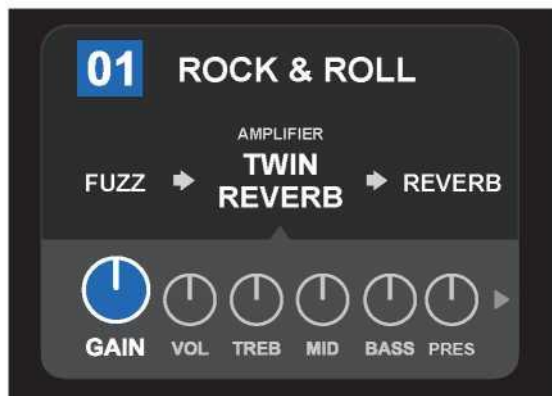 01 ROCK & ROLL
AMPLIFIER
FUZZ TWIN REVERB REVERB
GAIN VOL TREB MID BASS PRES